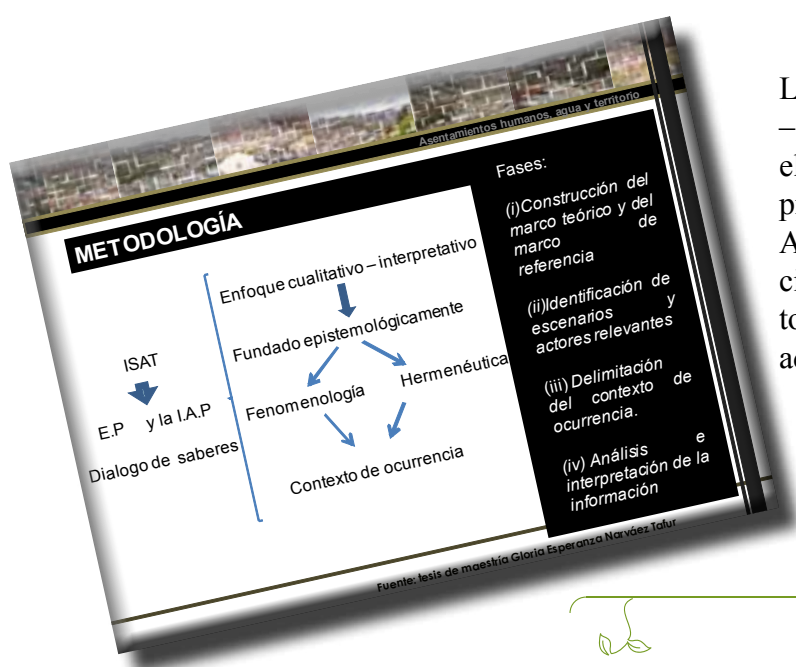 Asentamientos humanos, agua y territorio
METODOLOGÍA
ISAT
E.P y la I.A.P
Dialogo de saberes
Enfoque cualitativo – interpretativo
Fundado epistemológicamente
Fenomenología
Hermenéutica
Contexto de ocurrencia
Fases:
(i)Construcción del
marco teórico y del
marco de
referencia
(ii)Identificación de
escenarios y
actores relevantes
(iii) Delimitación
del contexto de
ocurrencia.
(iv) Análisis e
interpretación de la
información
Fuente: tesis de maestría Gloria Esperanza Narváez Tafur
L
–
el